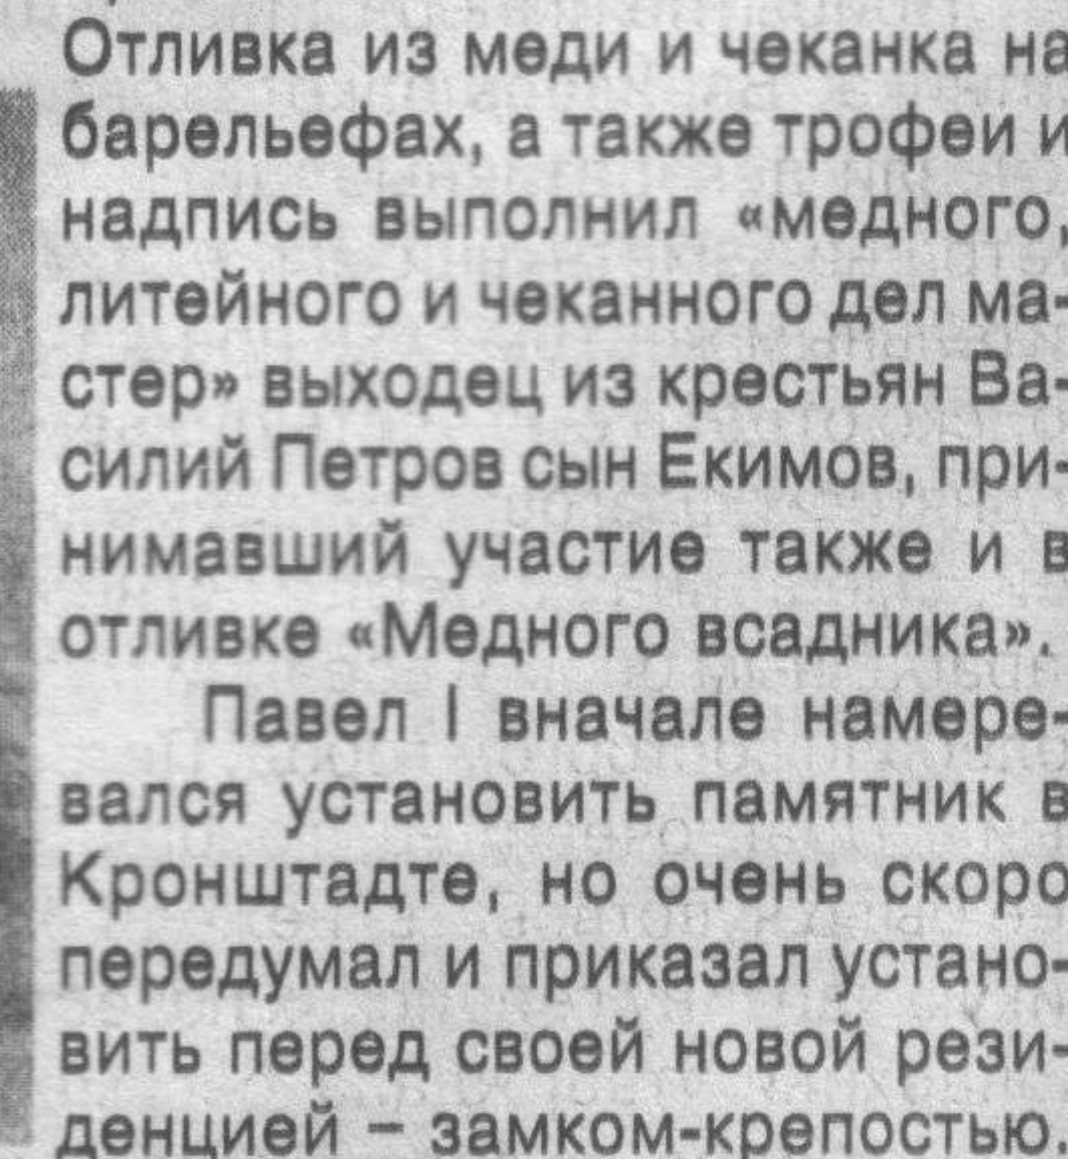 Отливка из меди и чеканка на
барельефах, а также трофеи и
надпись выполнил «медного,
литейного и чеканного дел ма-
стер» выходец из крестьян Ва-
силий Петров сын Екимов, при-
нимавший участие также и в
отливке «Медного всадника».
Павел I вначале намере-
вался установить памятник в
Кронштадте, но очень скоро
передумал и приказал устано-
вить перед своей новой рези-
денцией – замком-крепостью.